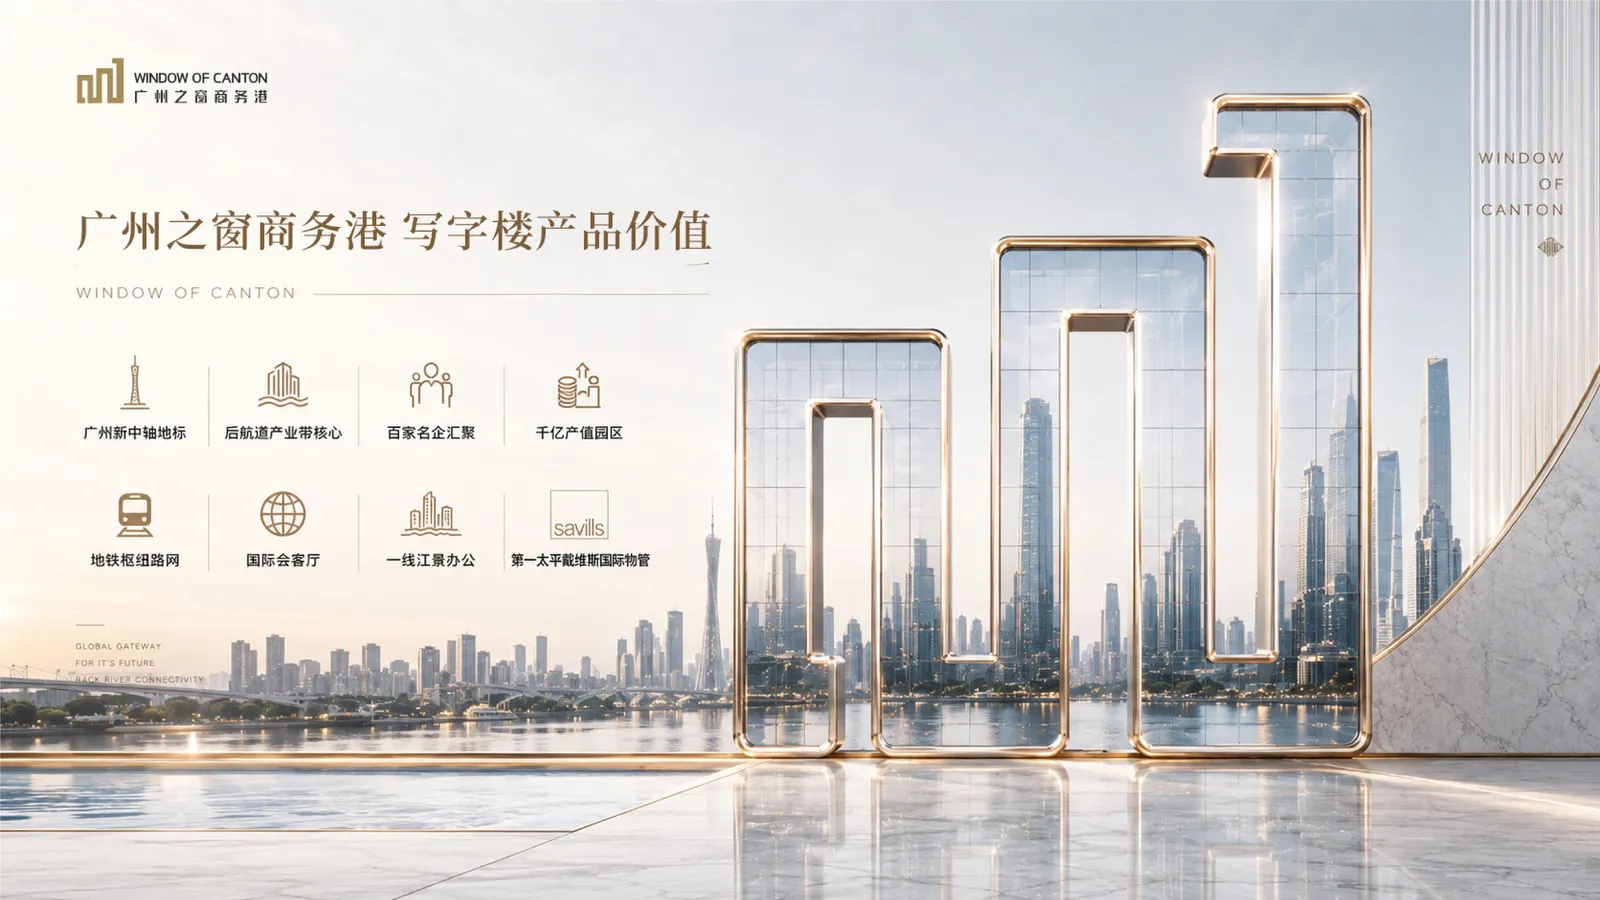 WINDOW OF CANTON
广州之窗商务港
WINDOW
OF
CANTON
广州之窗商务港 写字楼产品价值
WINDOW OF CANTON
广州新中轴地标
后航道产业带核心
百家名企汇聚
千亿产值园区
地铁枢纽路网
国际会客厅
一线江景办公
savills
第一太平戴维斯国际物管
GLOBAL GATEWAY
FOR IT'S FUTURE
BACK RIVER CONNECTIVITY